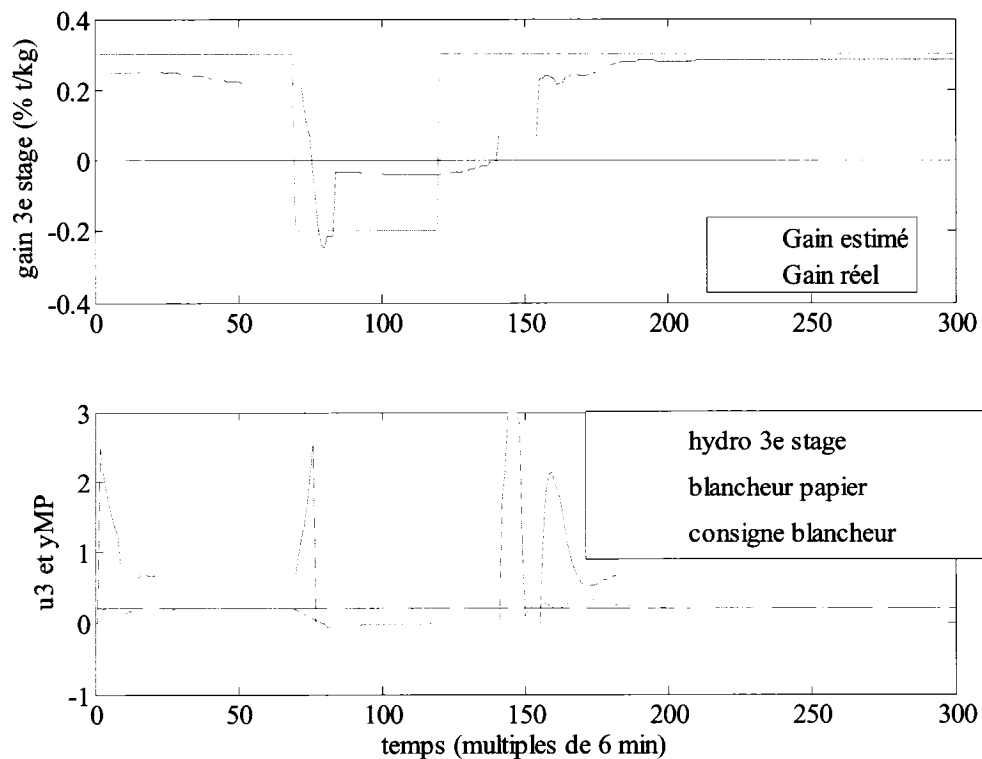 gain 3e stage (% t/kg)
0.4
0.2
0
-0.2
-0.4
Gain estimé
Gain réel
0 50 100 150 200 250 300
u3 et yMP
3
2
1
0
-1
hydro 3e stage
blancheur papier
consigne blancheur
0 50 100 150 200 250 300
temps (multiples de 6 min)